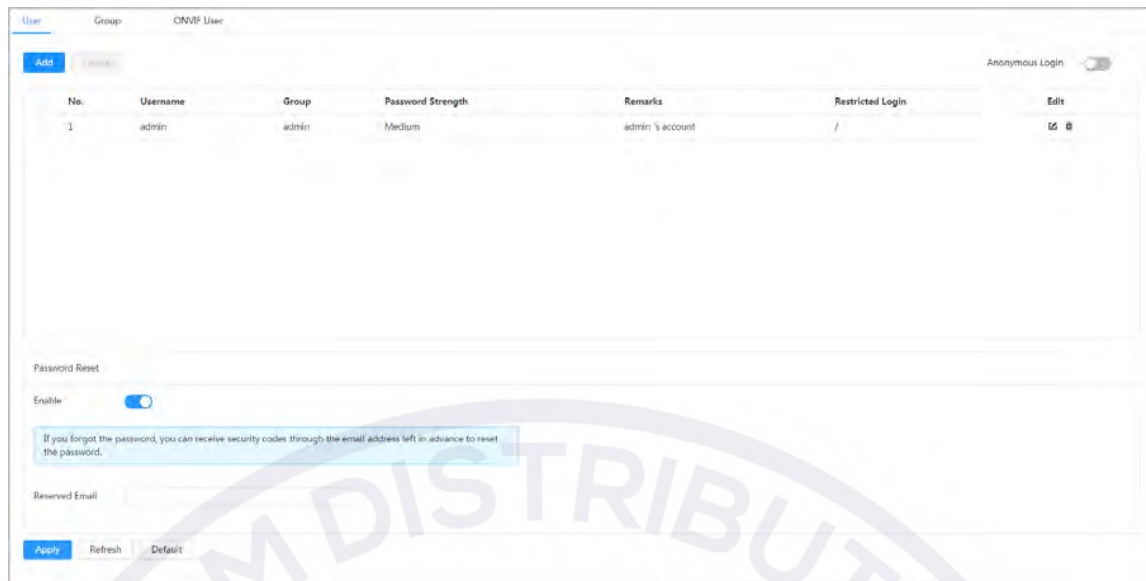 User Group ONVIF User
Add Anonymous Login
No. Username Group Password Strength Remarks Restricted Login Edit
1 admin admin Medium admin 's account /
Password Reset
Enable
If you forgot the password, you can receive security codes through the email address left in advance to reset
the password.
Reserved Email
Apply Refresh Default
M DISTRIBUT